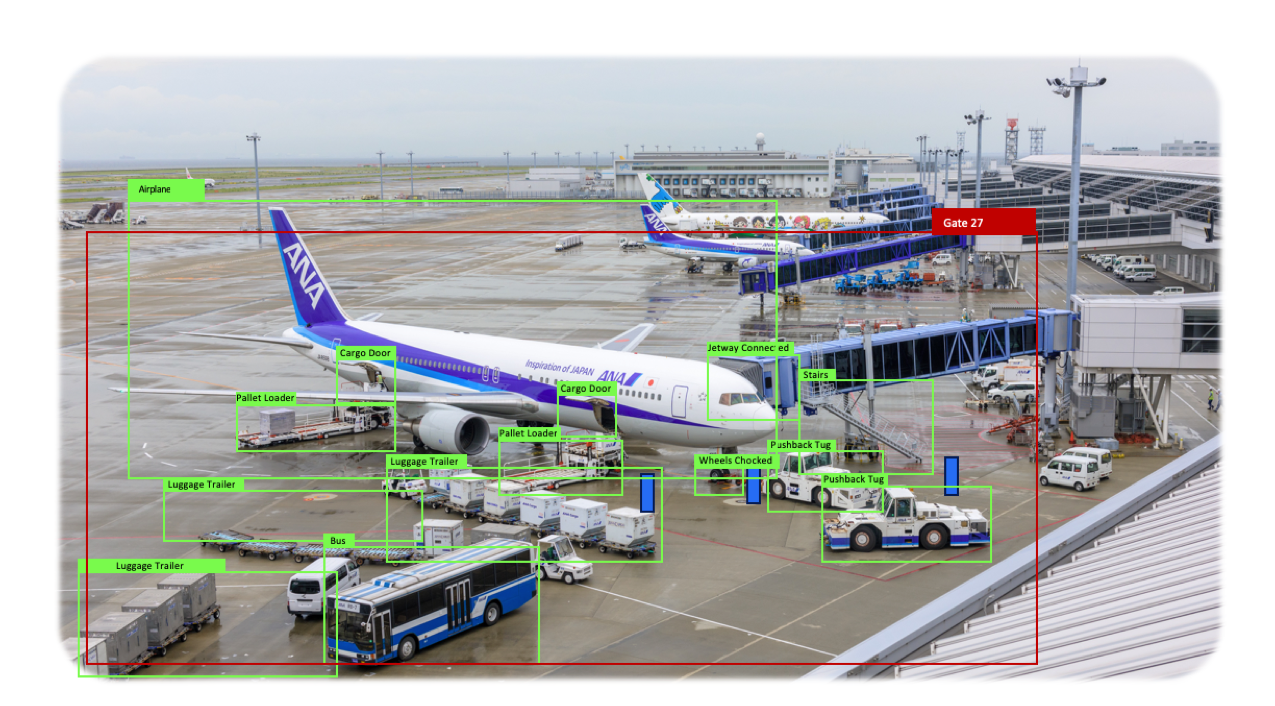 Airplane
Gate 27
ANA
ANA
Cargo Door
Jetway Connected
Inspiration of JAPAN ANA
Stairs
Cargo Door
Pallet Loader
Pallet Loader
Pushback Tug
Luggage Trailer
Wheels Chocked
Luggage Trailer
Pushback Tug
Bus
Luggage Trailer